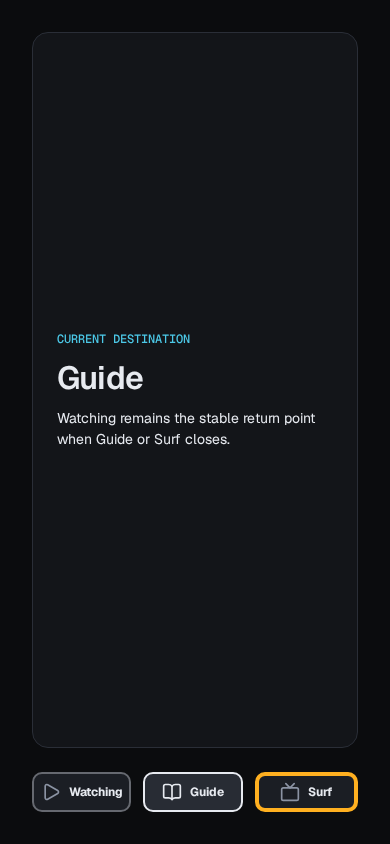 CURRENT DESTINATION
Guide
Watching remains the stable return point
when Guide or Surf closes.
Watching
Guide
Surf